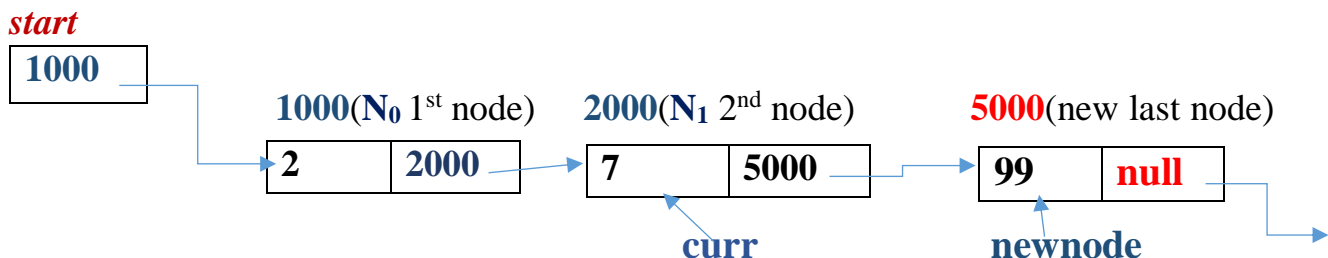 start
1000
1000(N₀ 1ˢᵗ node) 2000(N₁ 2ⁿᵈ node) 5000(new last node)
2 2000 7 5000 99 null
curr newnode